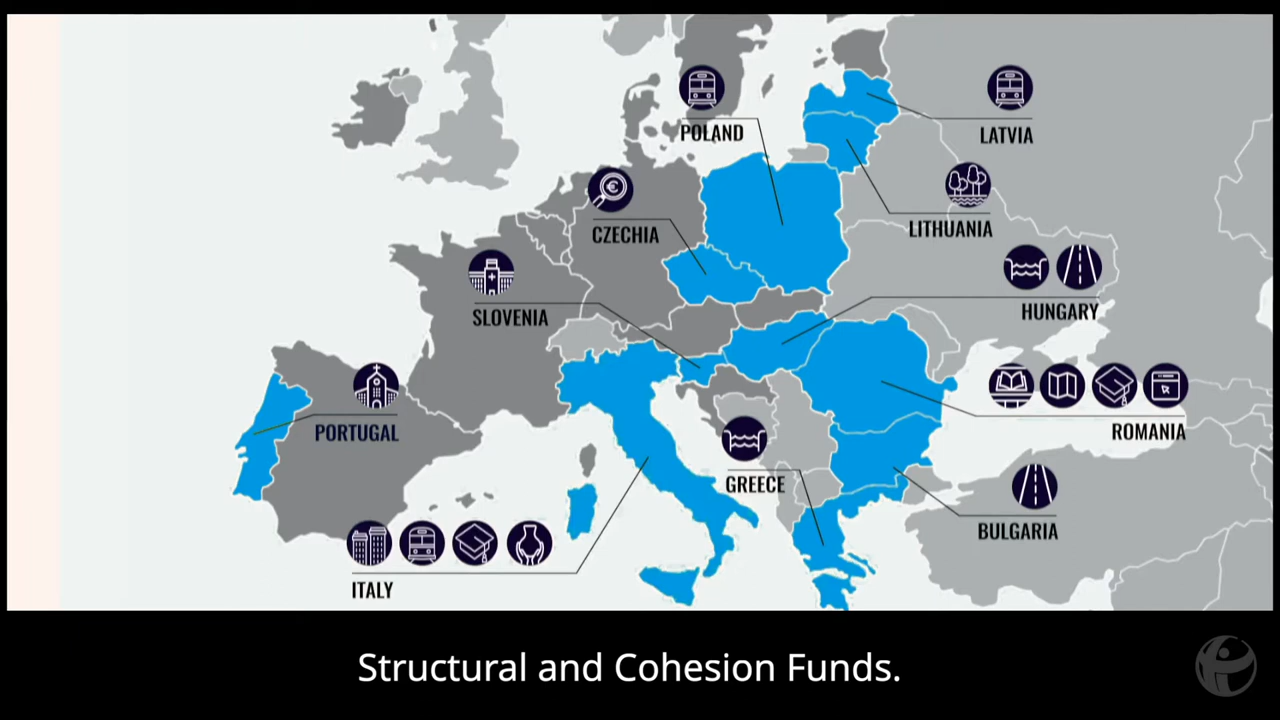 POLAND
LATVIA
CZECHIA
LITHUANIA
SLOVENIA
HUNGARY
PORTUGAL
ROMANIA
GREECE
BULGARIA
ITALY
Structural and Cohesion Funds.